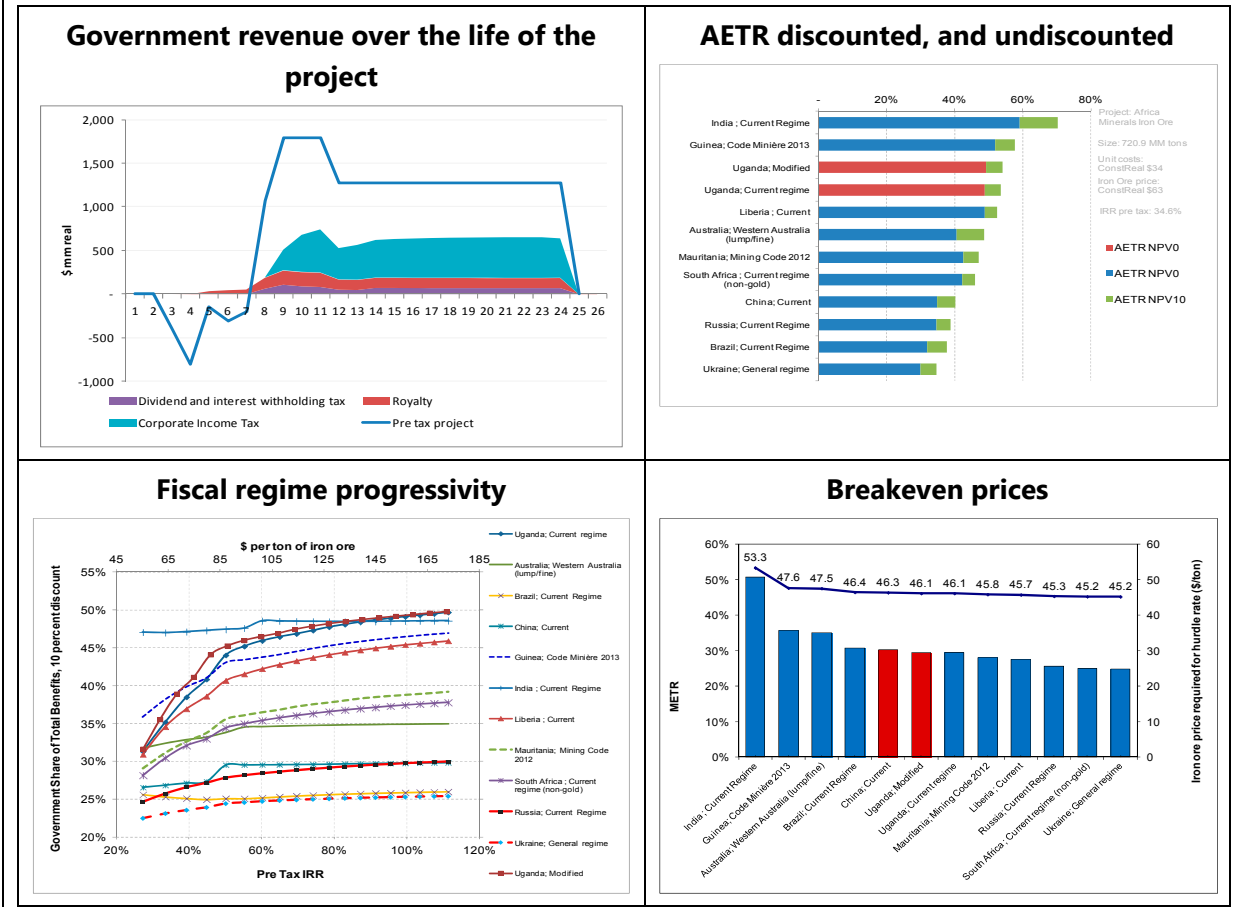 Government revenue over the life of the
project
2,000
1,500
1,000
500
-
-500
-1,000
$ mm real
1 2 3 4 5 6 7 8 9 10 11 12 13 14 15 16 17 18 19 20 21 22 23 24 25 26
Dividend and interest withholding tax
Royalty
Corporate Income Tax
Pre tax project
AETR discounted, and undiscounted
- 20% 40% 60% 80%
India ; Current Regime
Guinea; Code Minière 2013
Uganda; Modified
Uganda; Current regime
Liberia ; Current
Australia; Western Australia
(lump/fine)
Mauritania; Mining Code 2012
South Africa ; Current regime
(non-gold)
China; Current
Russia; Current Regime
Brazil; Current Regime
Ukraine; General regime
Project: Africa
Minerals Iron Ore
Size: 720.9 MM tons
Unit costs:
ConstReal $34
Iron Ore price:
ConstReal $63
IRR pre tax: 34.6%
AETR NPV0
AETR NPV0
AETR NPV10
Fiscal regime progressivity
$ per ton of iron ore
45 65 85 105 125 145 165 185
55%
50%
45%
40%
35%
30%
25%
20%
Government Share of Total Benefits, 10 percent discount
20% 40% 60% 80% 100% 120%
Pre Tax IRR
Uganda; Current regime
Australia; Western Australia
(lump/fine)
Brazil; Current Regime
China; Current
Guinea; Code Minière 2013
India ; Current Regime
Liberia ; Current
Mauritania; Mining Code
2012
South Africa ; Current
regime (non-gold)
Russia; Current Regime
Ukraine; General regime
Uganda; Modified
Breakeven prices
60%
50%
40%
30%
20%
10%
0%
METR
53.3 47.6 47.5 46.4 46.3 46.1 46.1 45.8 45.7 45.3 45.2 45.2
60
50
40
30
20
10
0
Iron ore price required for hurdle rate ($/ton)
India ; Current Regime
Guinea; Code Minière 2013
Australia; Western Australia (lump/fine)
Brazil; Current Regime
China; Current
Uganda; Modified
Uganda; Current regime
Mauritania; Mining Code 2012
Liberia ; Current
Russia; Current Regime
South Africa ; Current regime (non-gold)
Ukraine; General regime